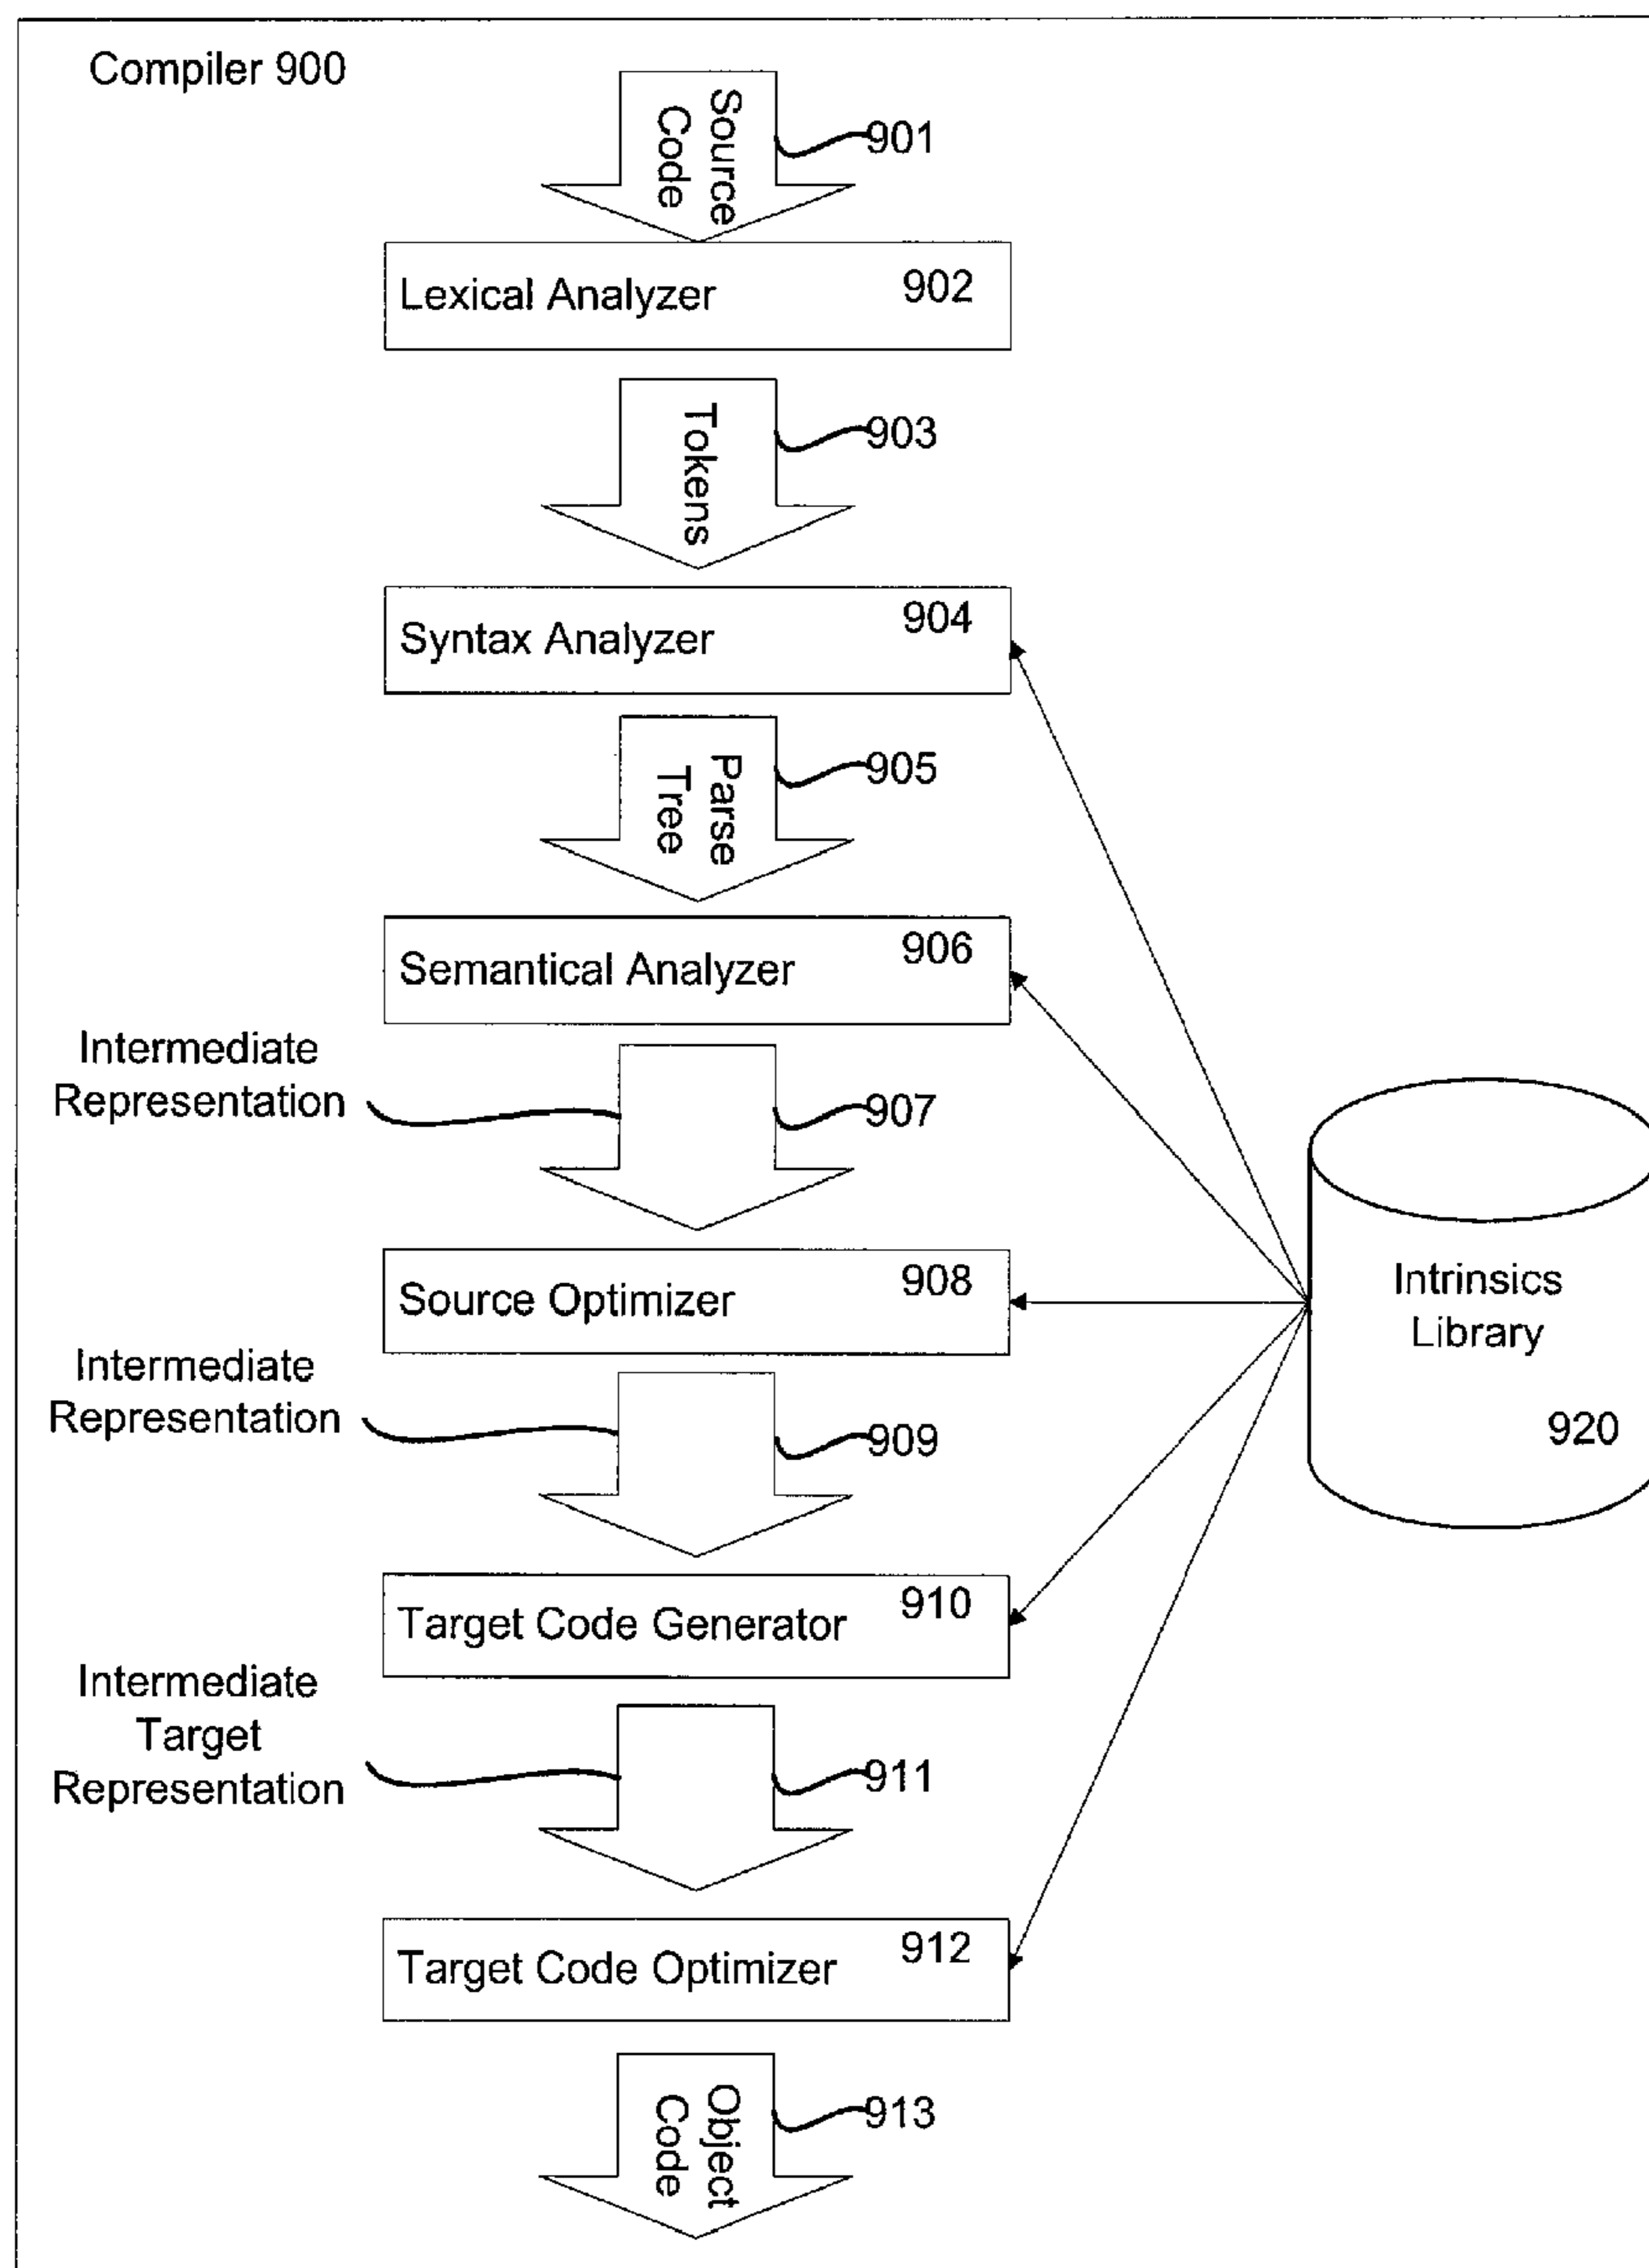 Compiler 900
Source
Code
901
Lexical Analyzer 902
Tokens
903
Syntax Analyzer 904
Parse
Tree
905
Semantical Analyzer 906
Intermediate
Representation
907
Source Optimizer 908
Intrinsics
Library
920
Intermediate
Representation
909
Target Code Generator 910
Intermediate
Target
Representation
911
Target Code Optimizer 912
Object
Code
913